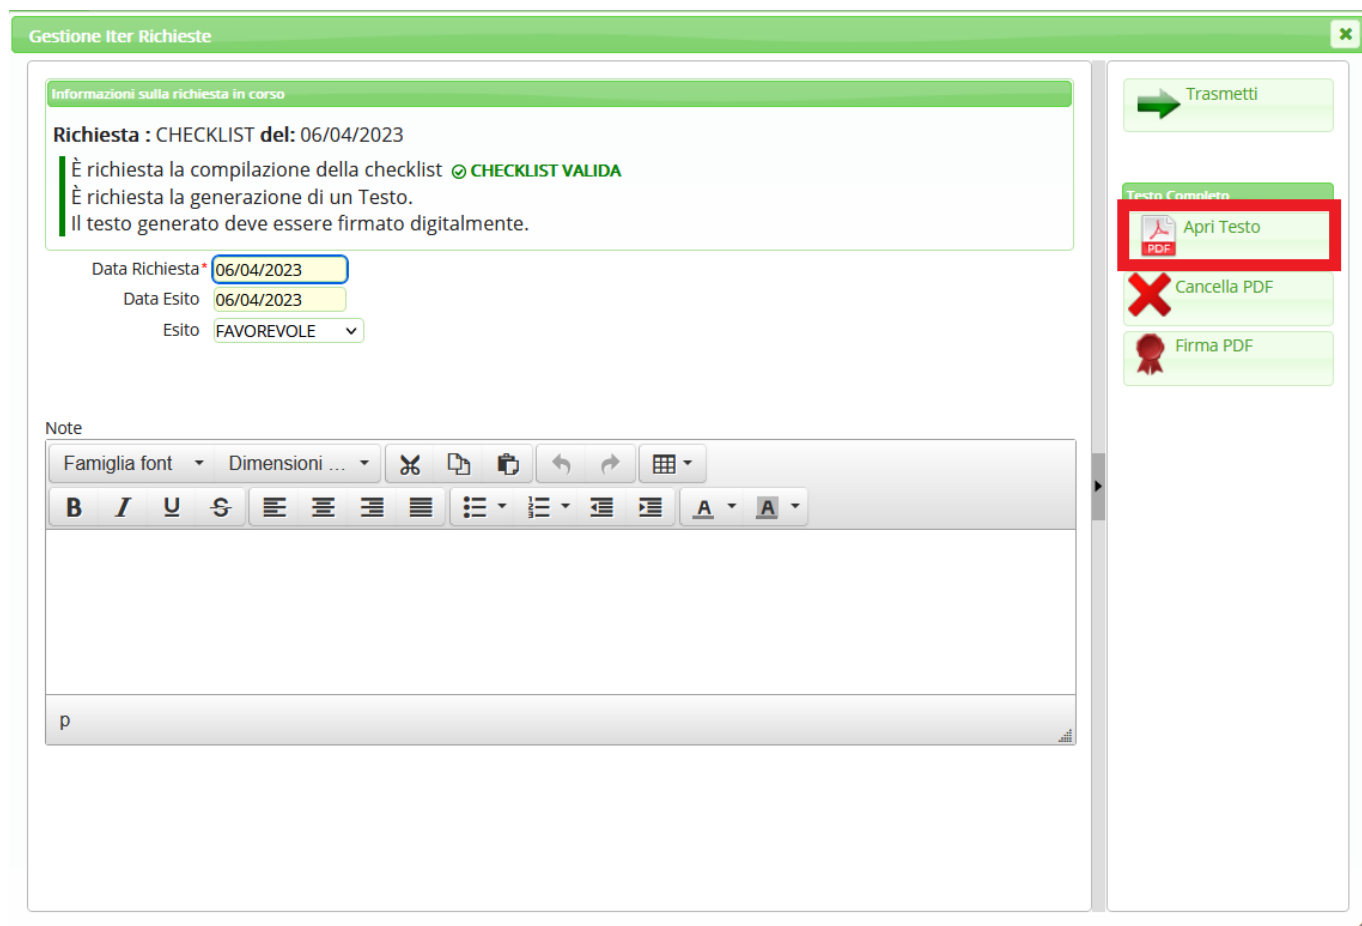 Gestione Iter Richieste
Informazioni sulla richiesta in corso
Richiesta : CHECKLIST del: 06/04/2023
È richiesta la compilazione della checklist CHECKLIST VALIDA
È richiesta la generazione di un Testo.
Il testo generato deve essere firmato digitalmente.
Data Richiesta* 06/04/2023
Data Esito 06/04/2023
Esito FAVOREVOLE
Note
Famiglia font Dimensioni ...
B I U S A A
p
Trasmetti
Testo Completo
PDF Apri Testo
Cancella PDF
Firma PDF